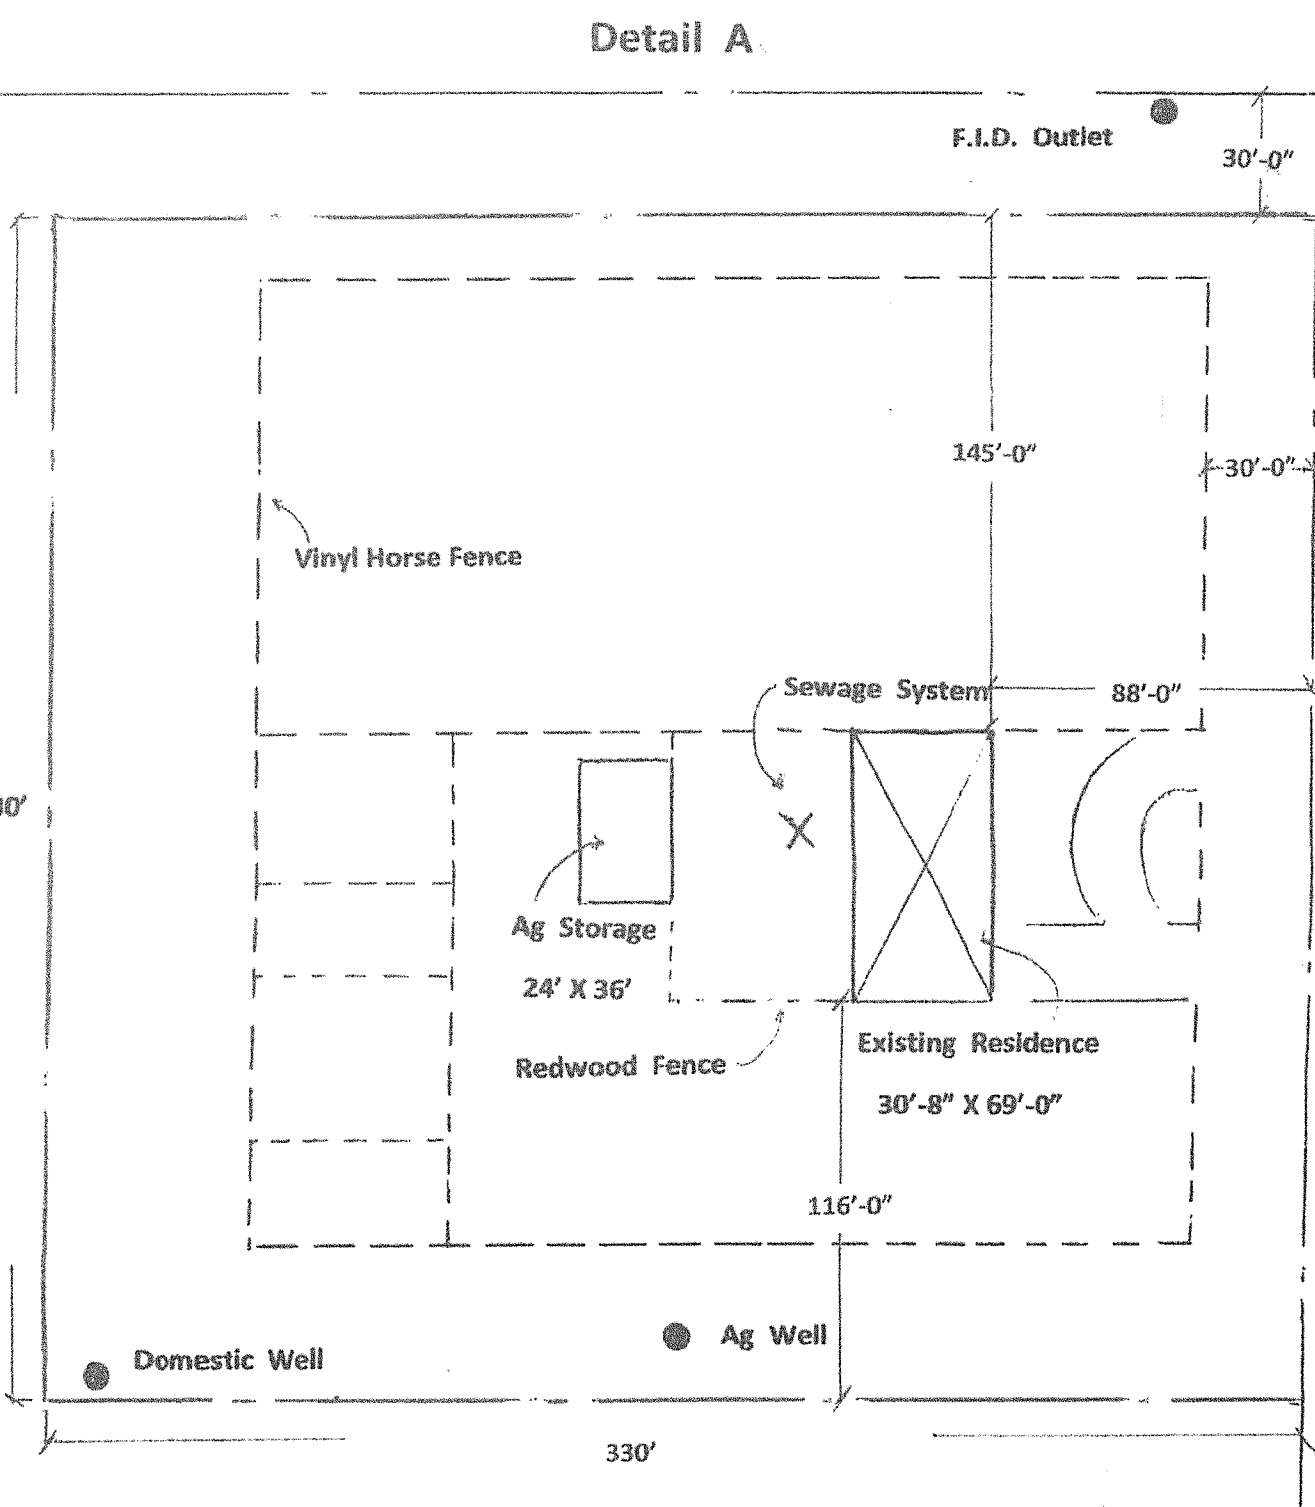 Detail A
F.I.D. Outlet
30'-0"
145'-0"
30'-0"
Vinyl Horse Fence
Sewage System
88'-0"
0'
Ag Storage
24' X 36'
Redwood Fence
Existing Residence
30'-8" X 69'-0"
116'-0"
Ag Well
Domestic Well
330'